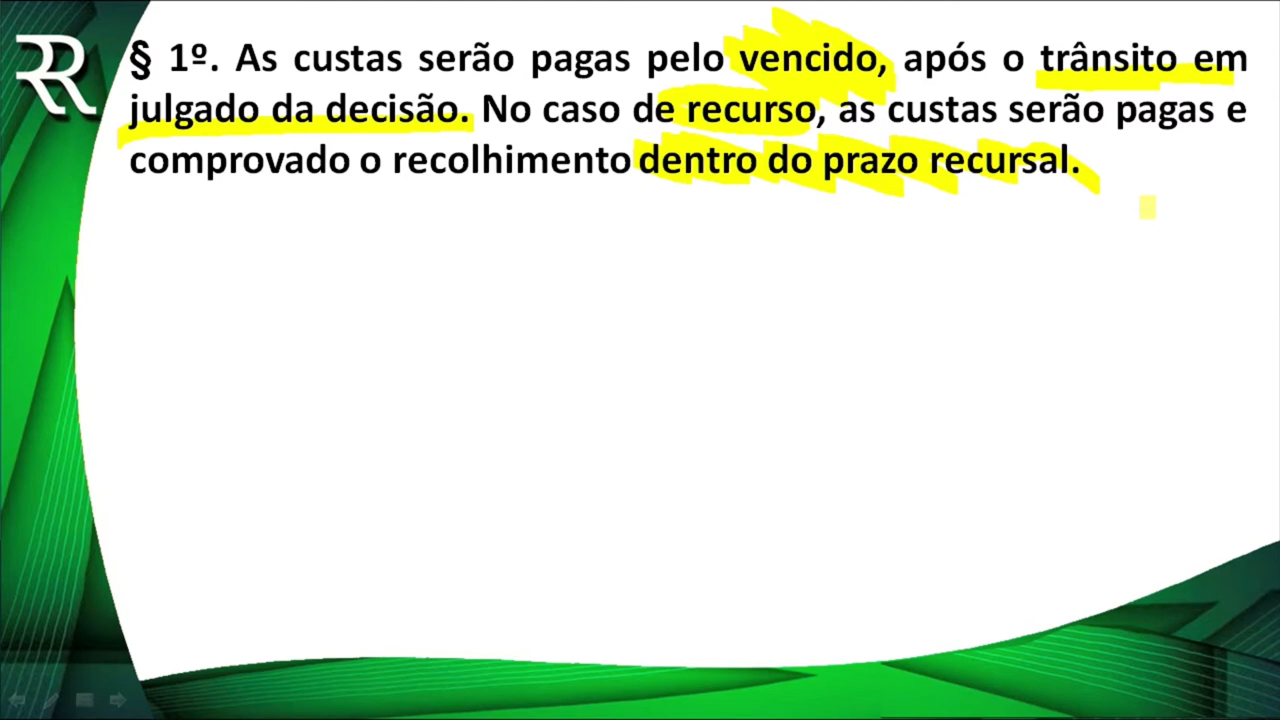 § 1º. As custas serão pagas pelo vencido, após o trânsito em
julgado da decisão. No caso de recurso, as custas serão pagas e
comprovado o recolhimento dentro do prazo recursal.